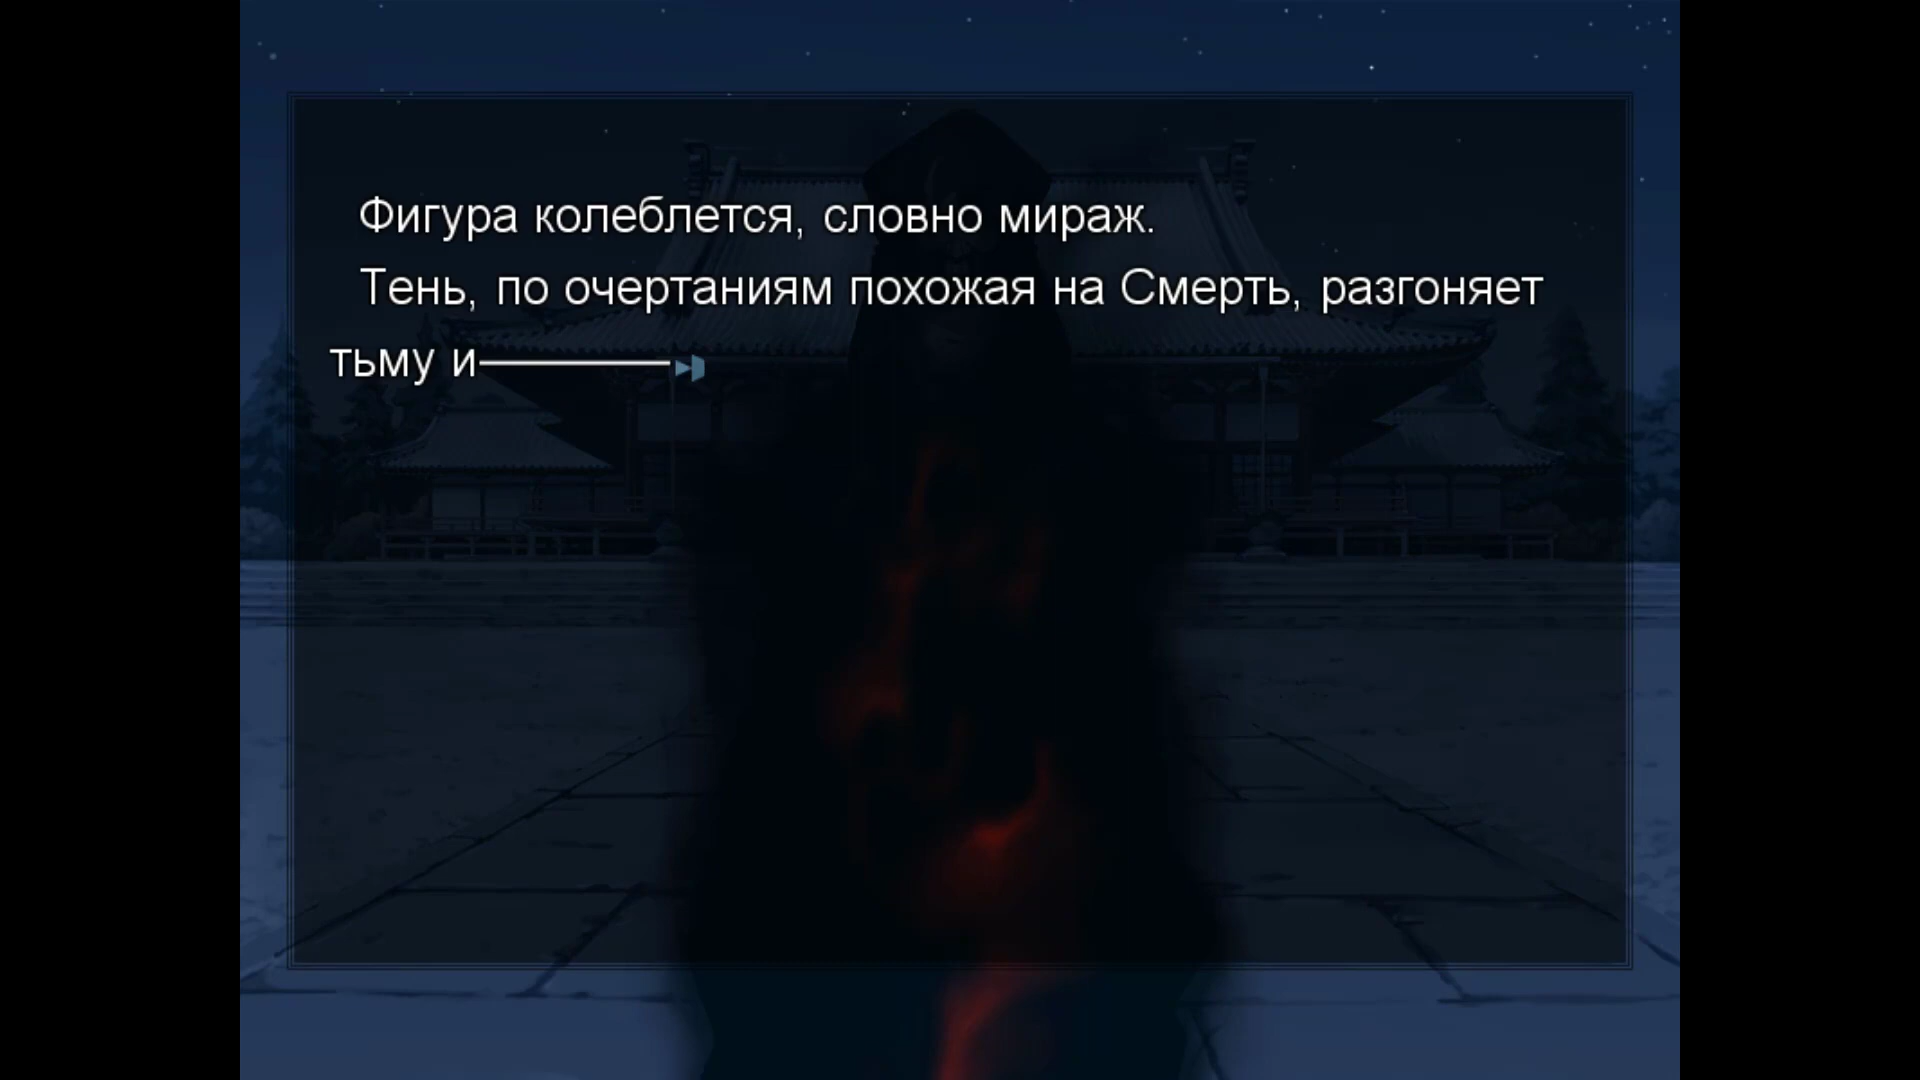 Фигура колеблется, словно мираж.
Тень, по очертаниям похожая на Смерть, разгоняет
тьму и————